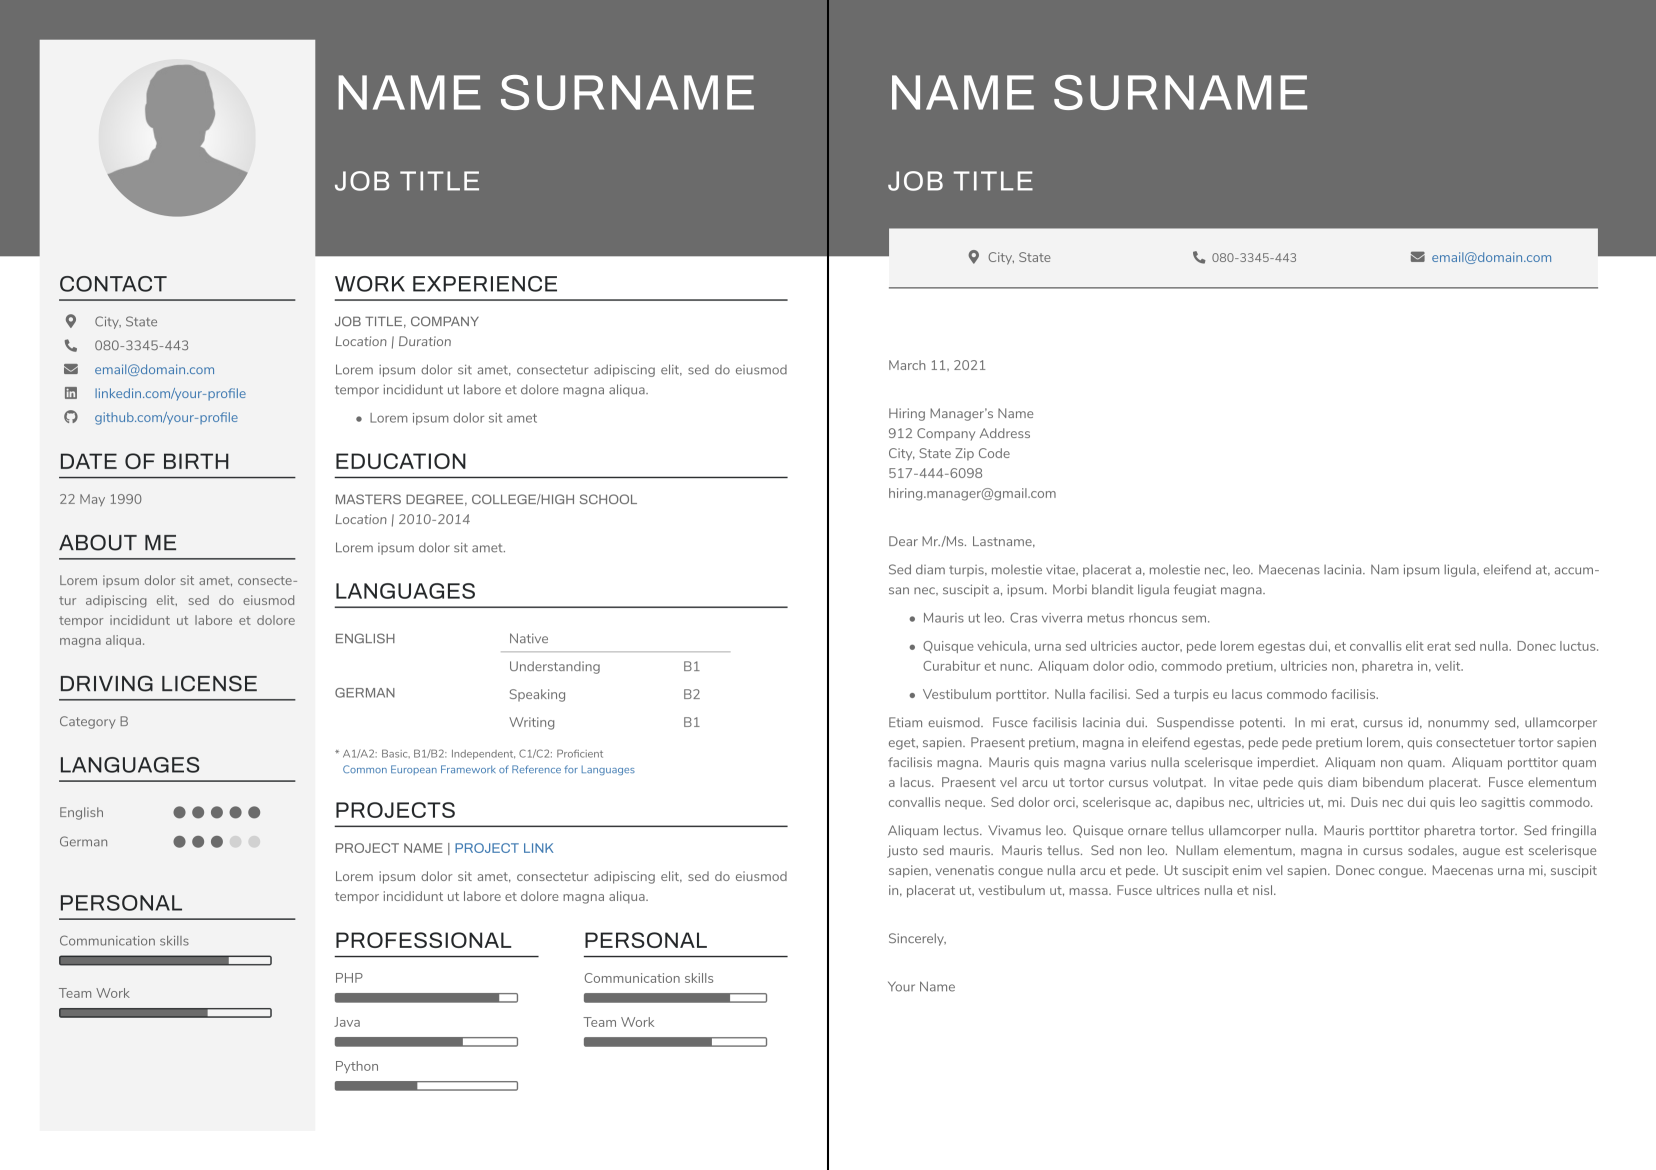 NAME SURNAME
JOB TITLE
CONTACT
City, State
080-3345-443
email@domain.com
linkedin.com/your-profile
github.com/your-profile
DATE OF BIRTH
22 May 1990
ABOUT ME
Lorem ipsum dolor sit amet, consecte-
tur adipiscing elit, sed do eiusmod
tempor incididunt ut labore et dolore
magna aliqua.
DRIVING LICENSE
Category B
LANGUAGES
English
German
PERSONAL
Communication skills
Team Work
WORK EXPERIENCE
JOB TITLE, COMPANY
Location | Duration
Lorem ipsum dolor sit amet, consectetur adipiscing elit, sed do eiusmod
tempor incididunt ut labore et dolore magna aliqua.
• Lorem ipsum dolor sit amet
EDUCATION
MASTERS DEGREE, COLLEGE/HIGH SCHOOL
Location | 2010-2014
Lorem ipsum dolor sit amet.
LANGUAGES
ENGLISH Native
Understanding B1
GERMAN Speaking B2
Writing B1
* A1/A2: Basic, B1/B2: Independent, C1/C2: Proficient
Common European Framework of Reference for Languages
PROJECTS
PROJECT NAME | PROJECT LINK
Lorem ipsum dolor sit amet, consectetur adipiscing elit, sed do eiusmod
tempor incididunt ut labore et dolore magna aliqua.
PROFESSIONAL
PHP
Java
Python
PERSONAL
Communication skills
Team Work
NAME SURNAME
JOB TITLE
City, State 080-3345-443 email@domain.com
March 11, 2021
Hiring Manager's Name
912 Company Address
City, State Zip Code
517-444-6098
hiring.manager@gmail.com
Dear Mr./Ms. Lastname,
Sed diam turpis, molestie vitae, placerat a, molestie nec, leo. Maecenas lacinia. Nam ipsum ligula, eleifend at, accum-
san nec, suscipit a, ipsum. Morbi blandit ligula feugiat magna.
• Mauris ut leo. Cras viverra metus rhoncus sem.
• Quisque vehicula, urna sed ultricies auctor, pede lorem egestas dui, et convallis elit erat sed nulla. Donec luctus.
Curabitur et nunc. Aliquam dolor odio, commodo pretium, ultricies non, pharetra in, velit.
• Vestibulum porttitor. Nulla facilisi. Sed a turpis eu lacus commodo facilisis.
Etiam euismod. Fusce facilisis lacinia dui. Suspendisse potenti. In mi erat, cursus id, nonummy sed, ullamcorper
eget, sapien. Praesent pretium, magna in eleifend egestas, pede pede pretium lorem, quis consectetuer tortor sapien
facilisis magna. Mauris quis magna varius nulla scelerisque imperdiet. Aliquam non quam. Aliquam porttitor quam
a lacus. Praesent vel arcu ut tortor cursus volutpat. In vitae pede quis diam bibendum placerat. Fusce elementum
convallis neque. Sed dolor orci, scelerisque ac, dapibus nec, ultricies ut, mi. Duis nec dui quis leo sagittis commodo.
Aliquam lectus. Vivamus leo. Quisque ornare tellus ullamcorper nulla. Mauris porttitor pharetra tortor. Sed fringilla
justo sed mauris. Mauris tellus. Sed non leo. Nullam elementum, magna in cursus sodales, augue est scelerisque
sapien, venenatis congue nulla arcu et pede. Ut suscipit enim vel sapien. Donec congue. Maecenas urna mi, suscipit
in, placerat ut, vestibulum ut, massa. Fusce ultrices nulla et nisl.
Sincerely,
Your Name